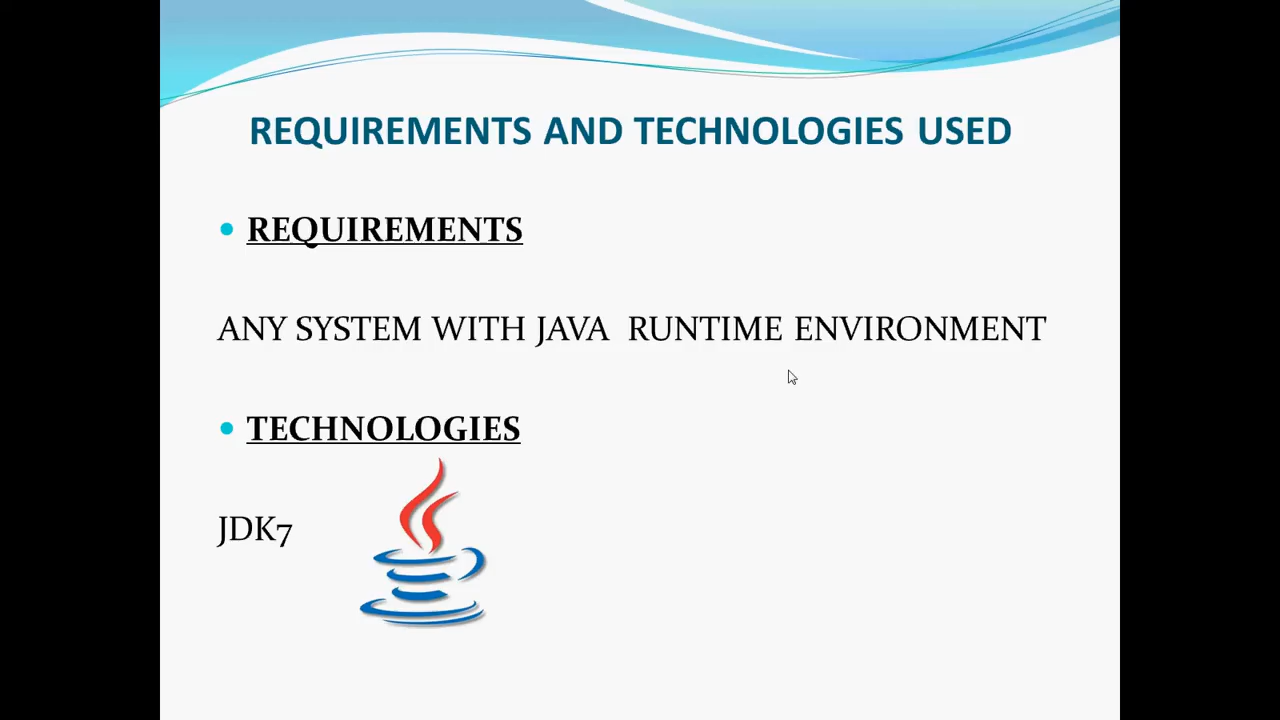 REQUIREMENTS AND TECHNOLOGIES USED
REQUIREMENTS
ANY SYSTEM WITH JAVA RUNTIME ENVIRONMENT
TECHNOLOGIES
JDK7